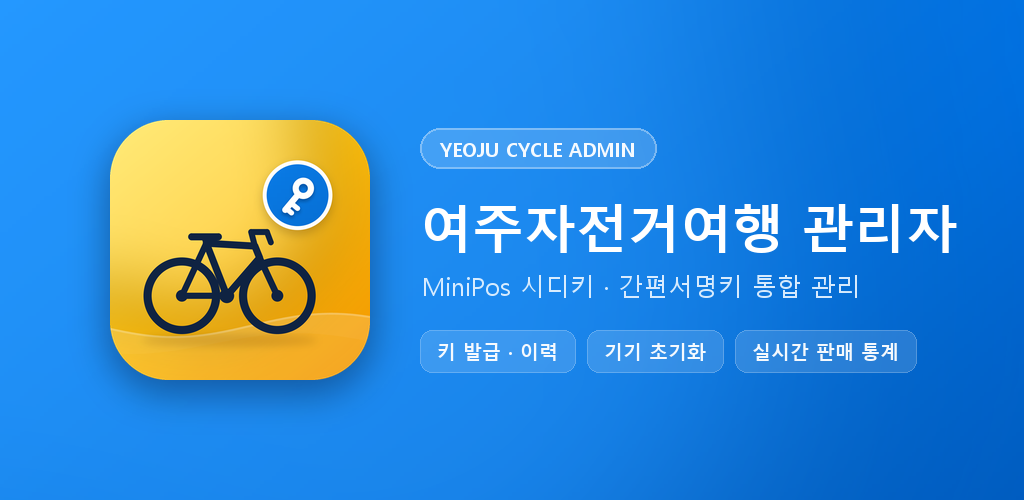 YEOJU CYCLE ADMIN
여주자전거여행 관리자
MiniPos 시디키 · 간편서명키 통합 관리
키 발급 · 이력
기기 초기화
실시간 판매 통계